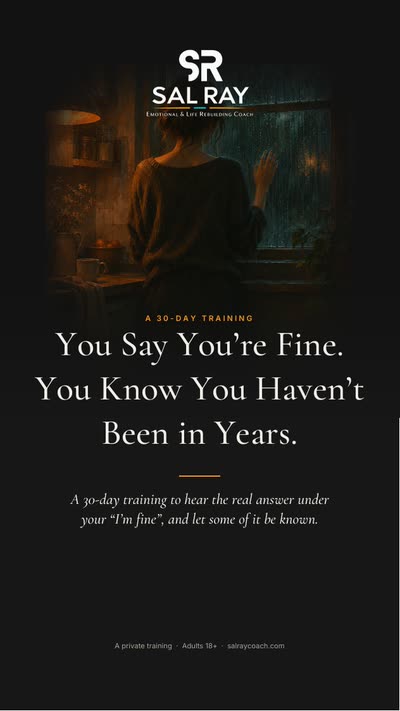 SR
SAL RAY
EMOTIONAL & LIFE REBUILDING COACH
A 30-DAY TRAINING
You Say You’re Fine.
You Know You Haven’t
Been in Years.
A 30-day training to hear the real answer under
your “I’m fine”, and let some of it be known.
A private training · Adults 18+ · salraycoach.com